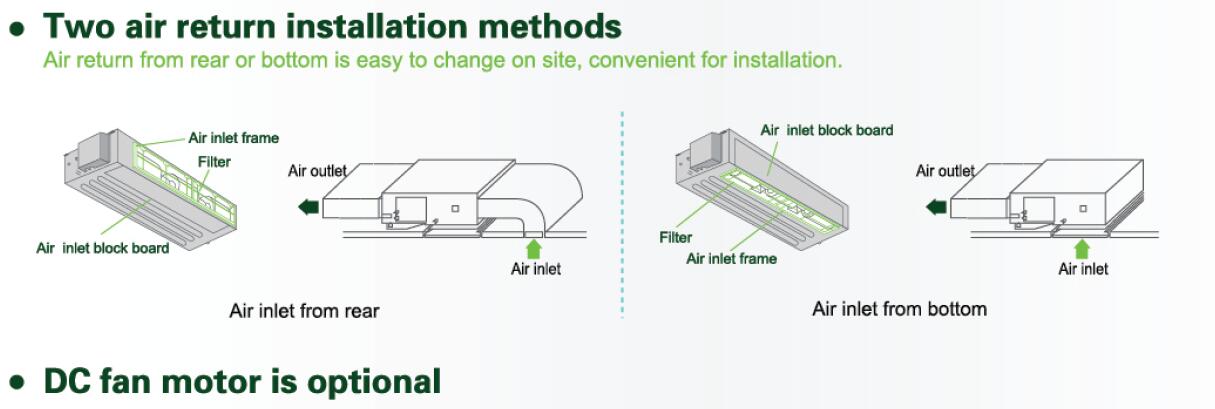 • Two air return installation methods
Air return from rear or bottom is easy to change on site, convenient for installation.
Air inlet frame
Filter
Air inlet block board
Air outlet
Air inlet
Air inlet from rear
Air inlet block board
Filter
Air inlet frame
Air outlet
Air inlet
Air inlet from bottom
• DC fan motor is optional